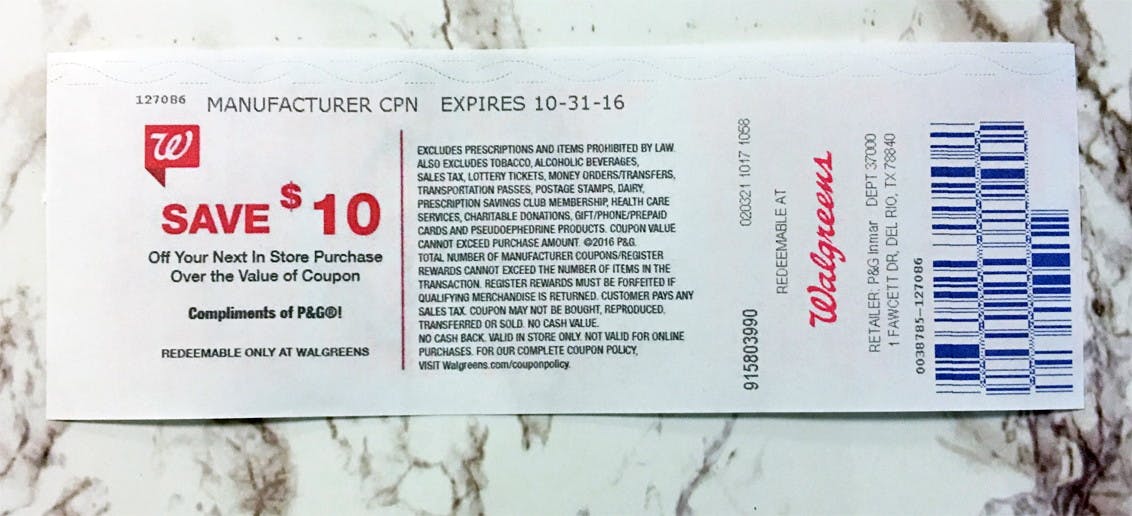 127086 MANUFACTURER CPN EXPIRES 10-31-16
W
SAVE $10
Off Your Next In Store Purchase
Over the Value of Coupon
Compliments of P&G®!
REDEEMABLE ONLY AT WALGREENS
EXCLUDES PRESCRIPTIONS AND ITEMS PROHIBITED BY LAW.
ALSO EXCLUDES TOBACCO, ALCOHOLIC BEVERAGES,
SALES TAX, LOTTERY TICKETS, MONEY ORDERS/TRANSFERS,
TRANSPORTATION PASSES, POSTAGE STAMPS, DAIRY,
PRESCRIPTION SAVINGS CLUB MEMBERSHIP, HEALTH CARE
SERVICES, CHARITABLE DONATIONS, GIFT/PHONE/PREPAID
CARDS AND PSEUDOEPHEDRINE PRODUCTS. COUPON VALUE
CANNOT EXCEED PURCHASE AMOUNT. ©2016 P&G.
TOTAL NUMBER OF MANUFACTURER COUPONS/REGISTER
REWARDS CANNOT EXCEED THE NUMBER OF ITEMS IN THE
TRANSACTION. REGISTER REWARDS MUST BE FORFEITED IF
QUALIFYING MERCHANDISE IS RETURNED. CUSTOMER PAYS ANY
SALES TAX. COUPON MAY NOT BE BOUGHT, REPRODUCED,
TRANSFERRED OR SOLD. NO CASH VALUE.
NO CASH BACK. VALID IN STORE ONLY. NOT VALID FOR ONLINE
PURCHASES. FOR OUR COMPLETE COUPON POLICY,
VISIT Walgreens.com/couponpolicy.
915803990
020321 1017 1058
REDEEMABLE AT
Walgreens
RETAILER: P&G Inmar DEPT 37000
1 FAWCETT DR, DEL RIO, TX 78840
0038785-127086